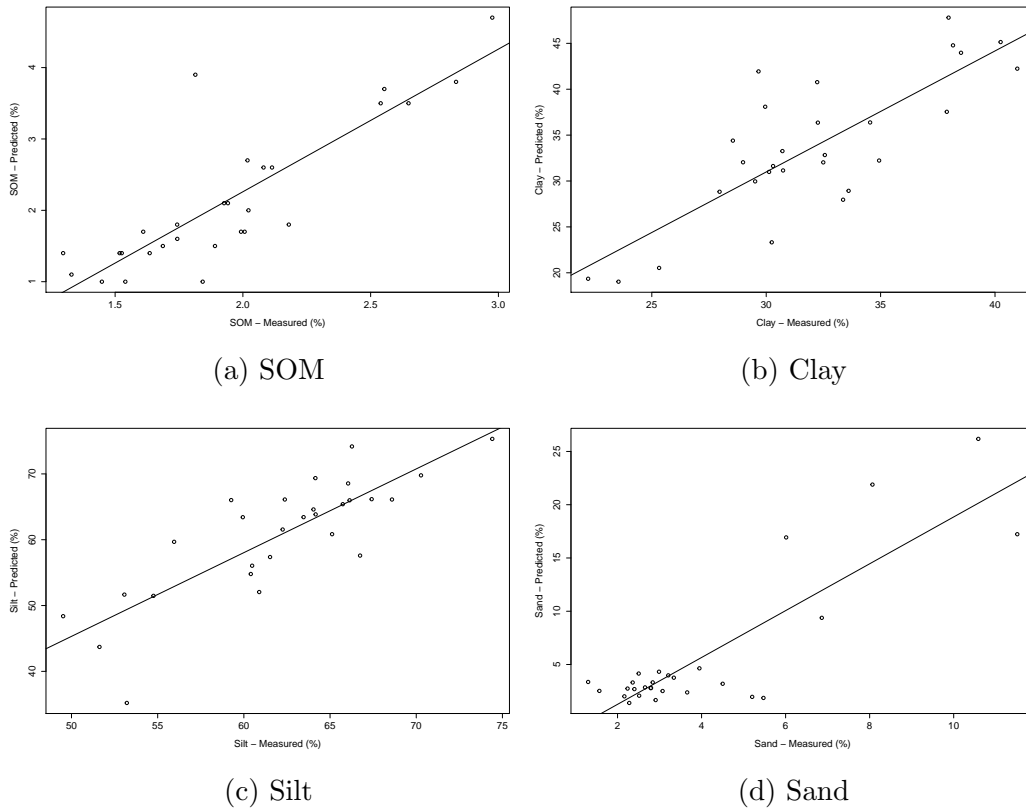 SOM – Predicted (%)
4
3
2
1
1.5 2.0 2.5 3.0
SOM – Measured (%)
(a) SOM
Clay – Predicted (%)
45
40
35
30
25
20
25 30 35 40
Clay – Measured (%)
(b) Clay
Silt – Predicted (%)
70
60
50
40
50 55 60 65 70 75
Silt – Measured (%)
(c) Silt
Sand – Predicted (%)
25
20
15
10
5
2 4 6 8 10
Sand – Measured (%)
(d) Sand